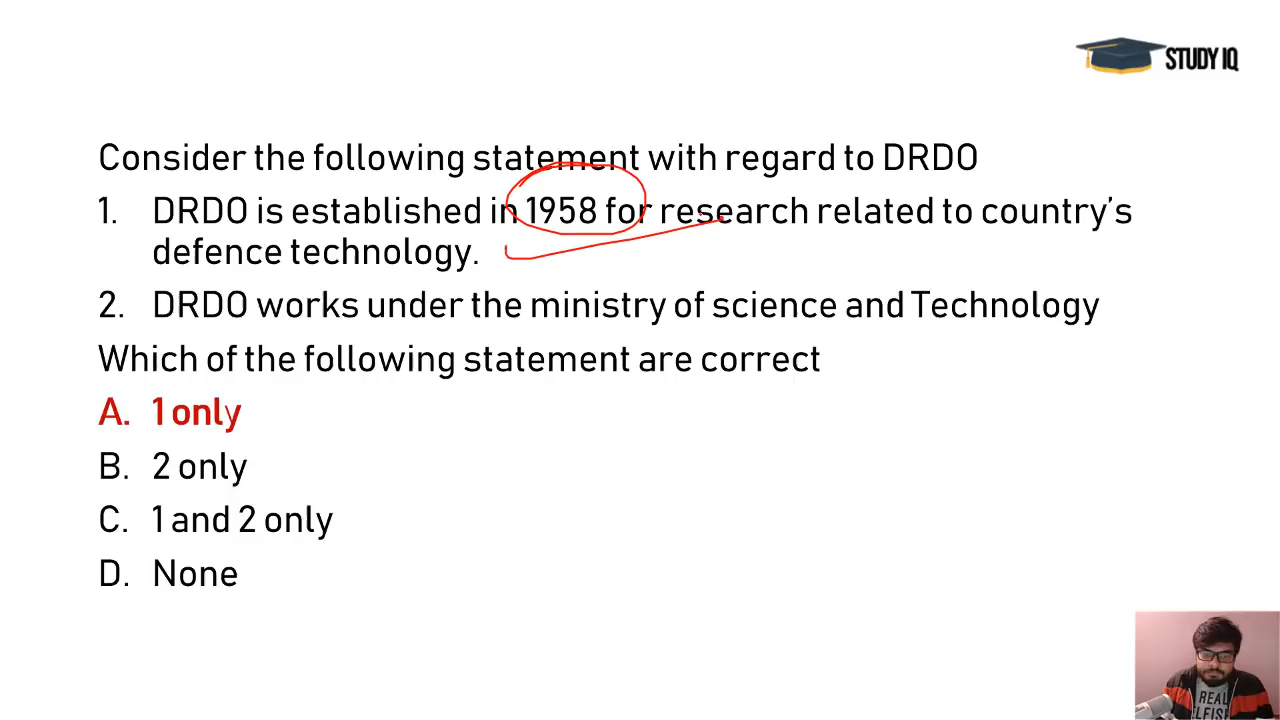 STUDY IQ
Consider the following statement with regard to DRDO
1. DRDO is established in 1958 for research related to country's
defence technology.
2. DRDO works under the ministry of science and Technology
Which of the following statement are correct
A. 1 only
B. 2 only
C. 1 and 2 only
D. None
REAL